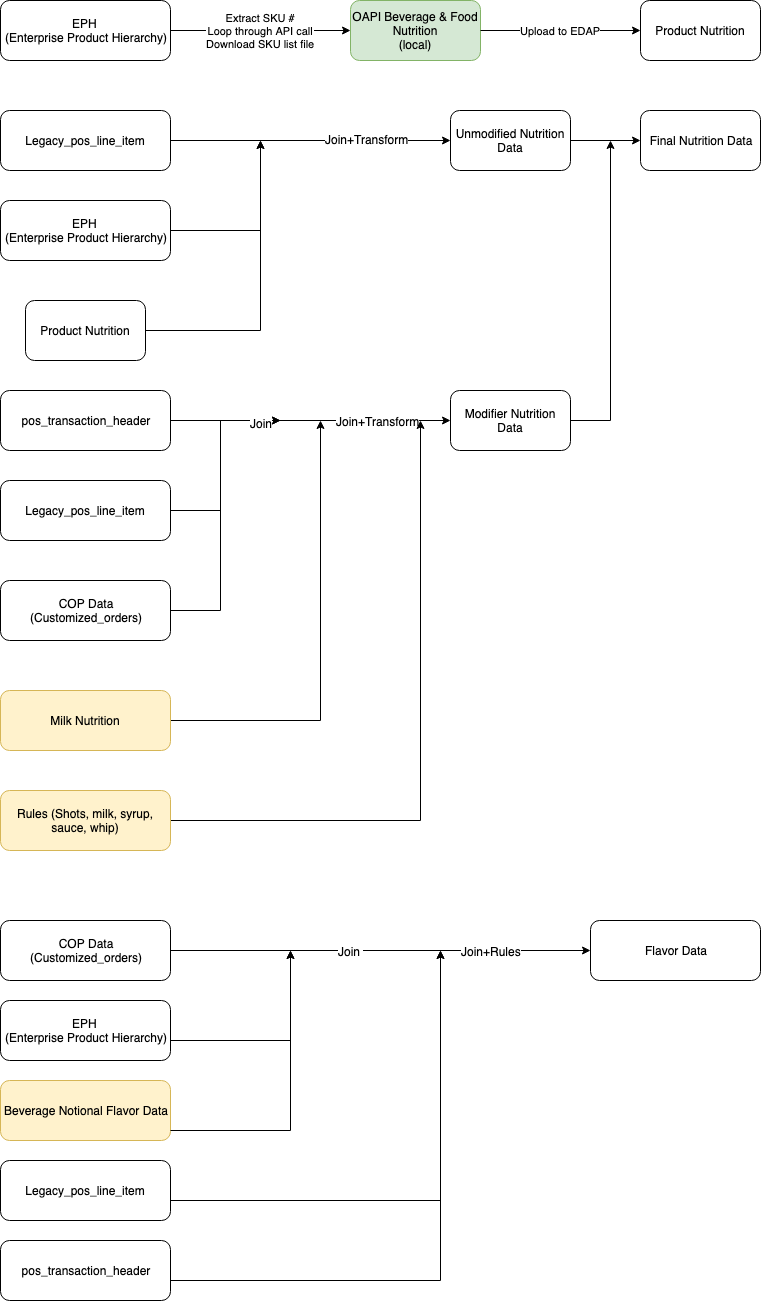 EPH
(Enterprise Product Hierarchy)
Extract SKU #
Loop through API call
Download SKU list file
OAPI Beverage & Food
Nutrition
(local)
Upload to EDAP
Product Nutrition
Legacy_pos_line_item
Join+Transform
Unmodified Nutrition
Data
Final Nutrition Data
EPH
(Enterprise Product Hierarchy)
Product Nutrition
pos_transaction_header
Join
Join+Transform
Modifier Nutrition
Data
Legacy_pos_line_item
COP Data
(Customized_orders)
Milk Nutrition
Rules (Shots, milk, syrup,
sauce, whip)
COP Data
(Customized_orders)
Join
Join+Rules
Flavor Data
EPH
(Enterprise Product Hierarchy)
Beverage Notional Flavor Data
Legacy_pos_line_item
pos_transaction_header